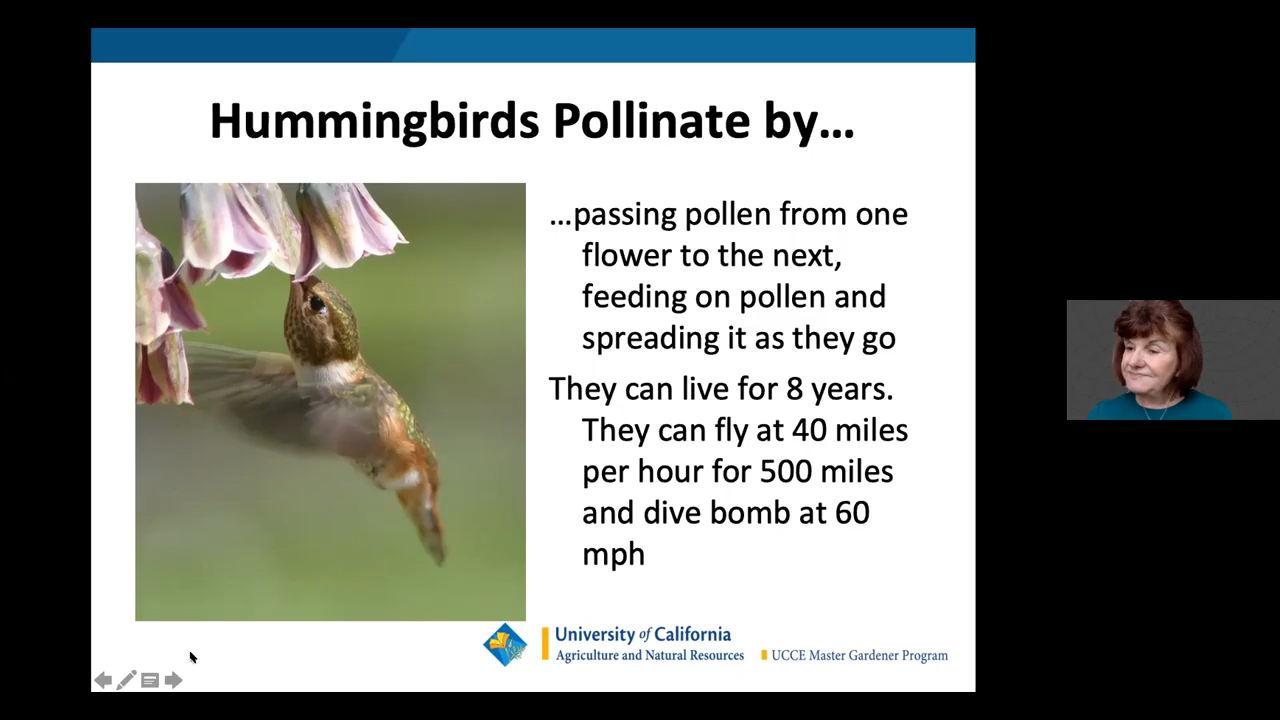 Hummingbirds Pollinate by...
...passing pollen from one
flower to the next,
feeding on pollen and
spreading it as they go
They can live for 8 years.
They can fly at 40 miles
per hour for 500 miles
and dive bomb at 60
mph
University of California
Agriculture and Natural Resources
UCCE Master Gardener Program